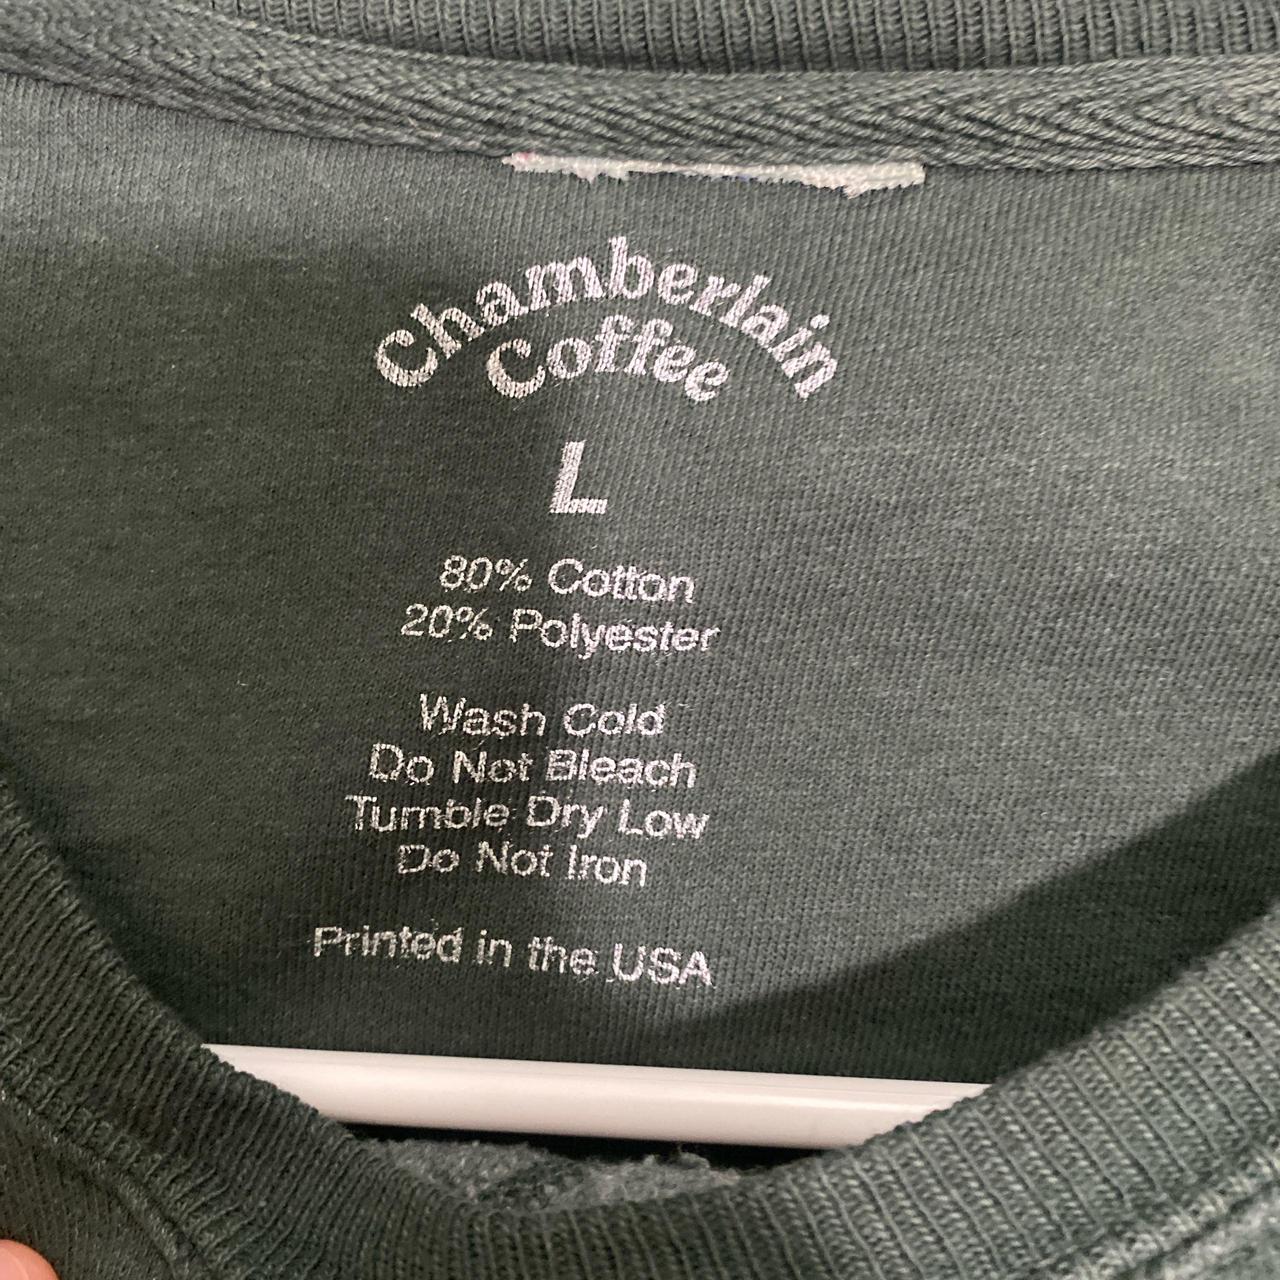 Chamberlain
Coffee
L
80% Cotton
20% Polyester
Wash Cold
Do Not Bleach
Tumble Dry Low
Do Not Iron
Printed in the USA